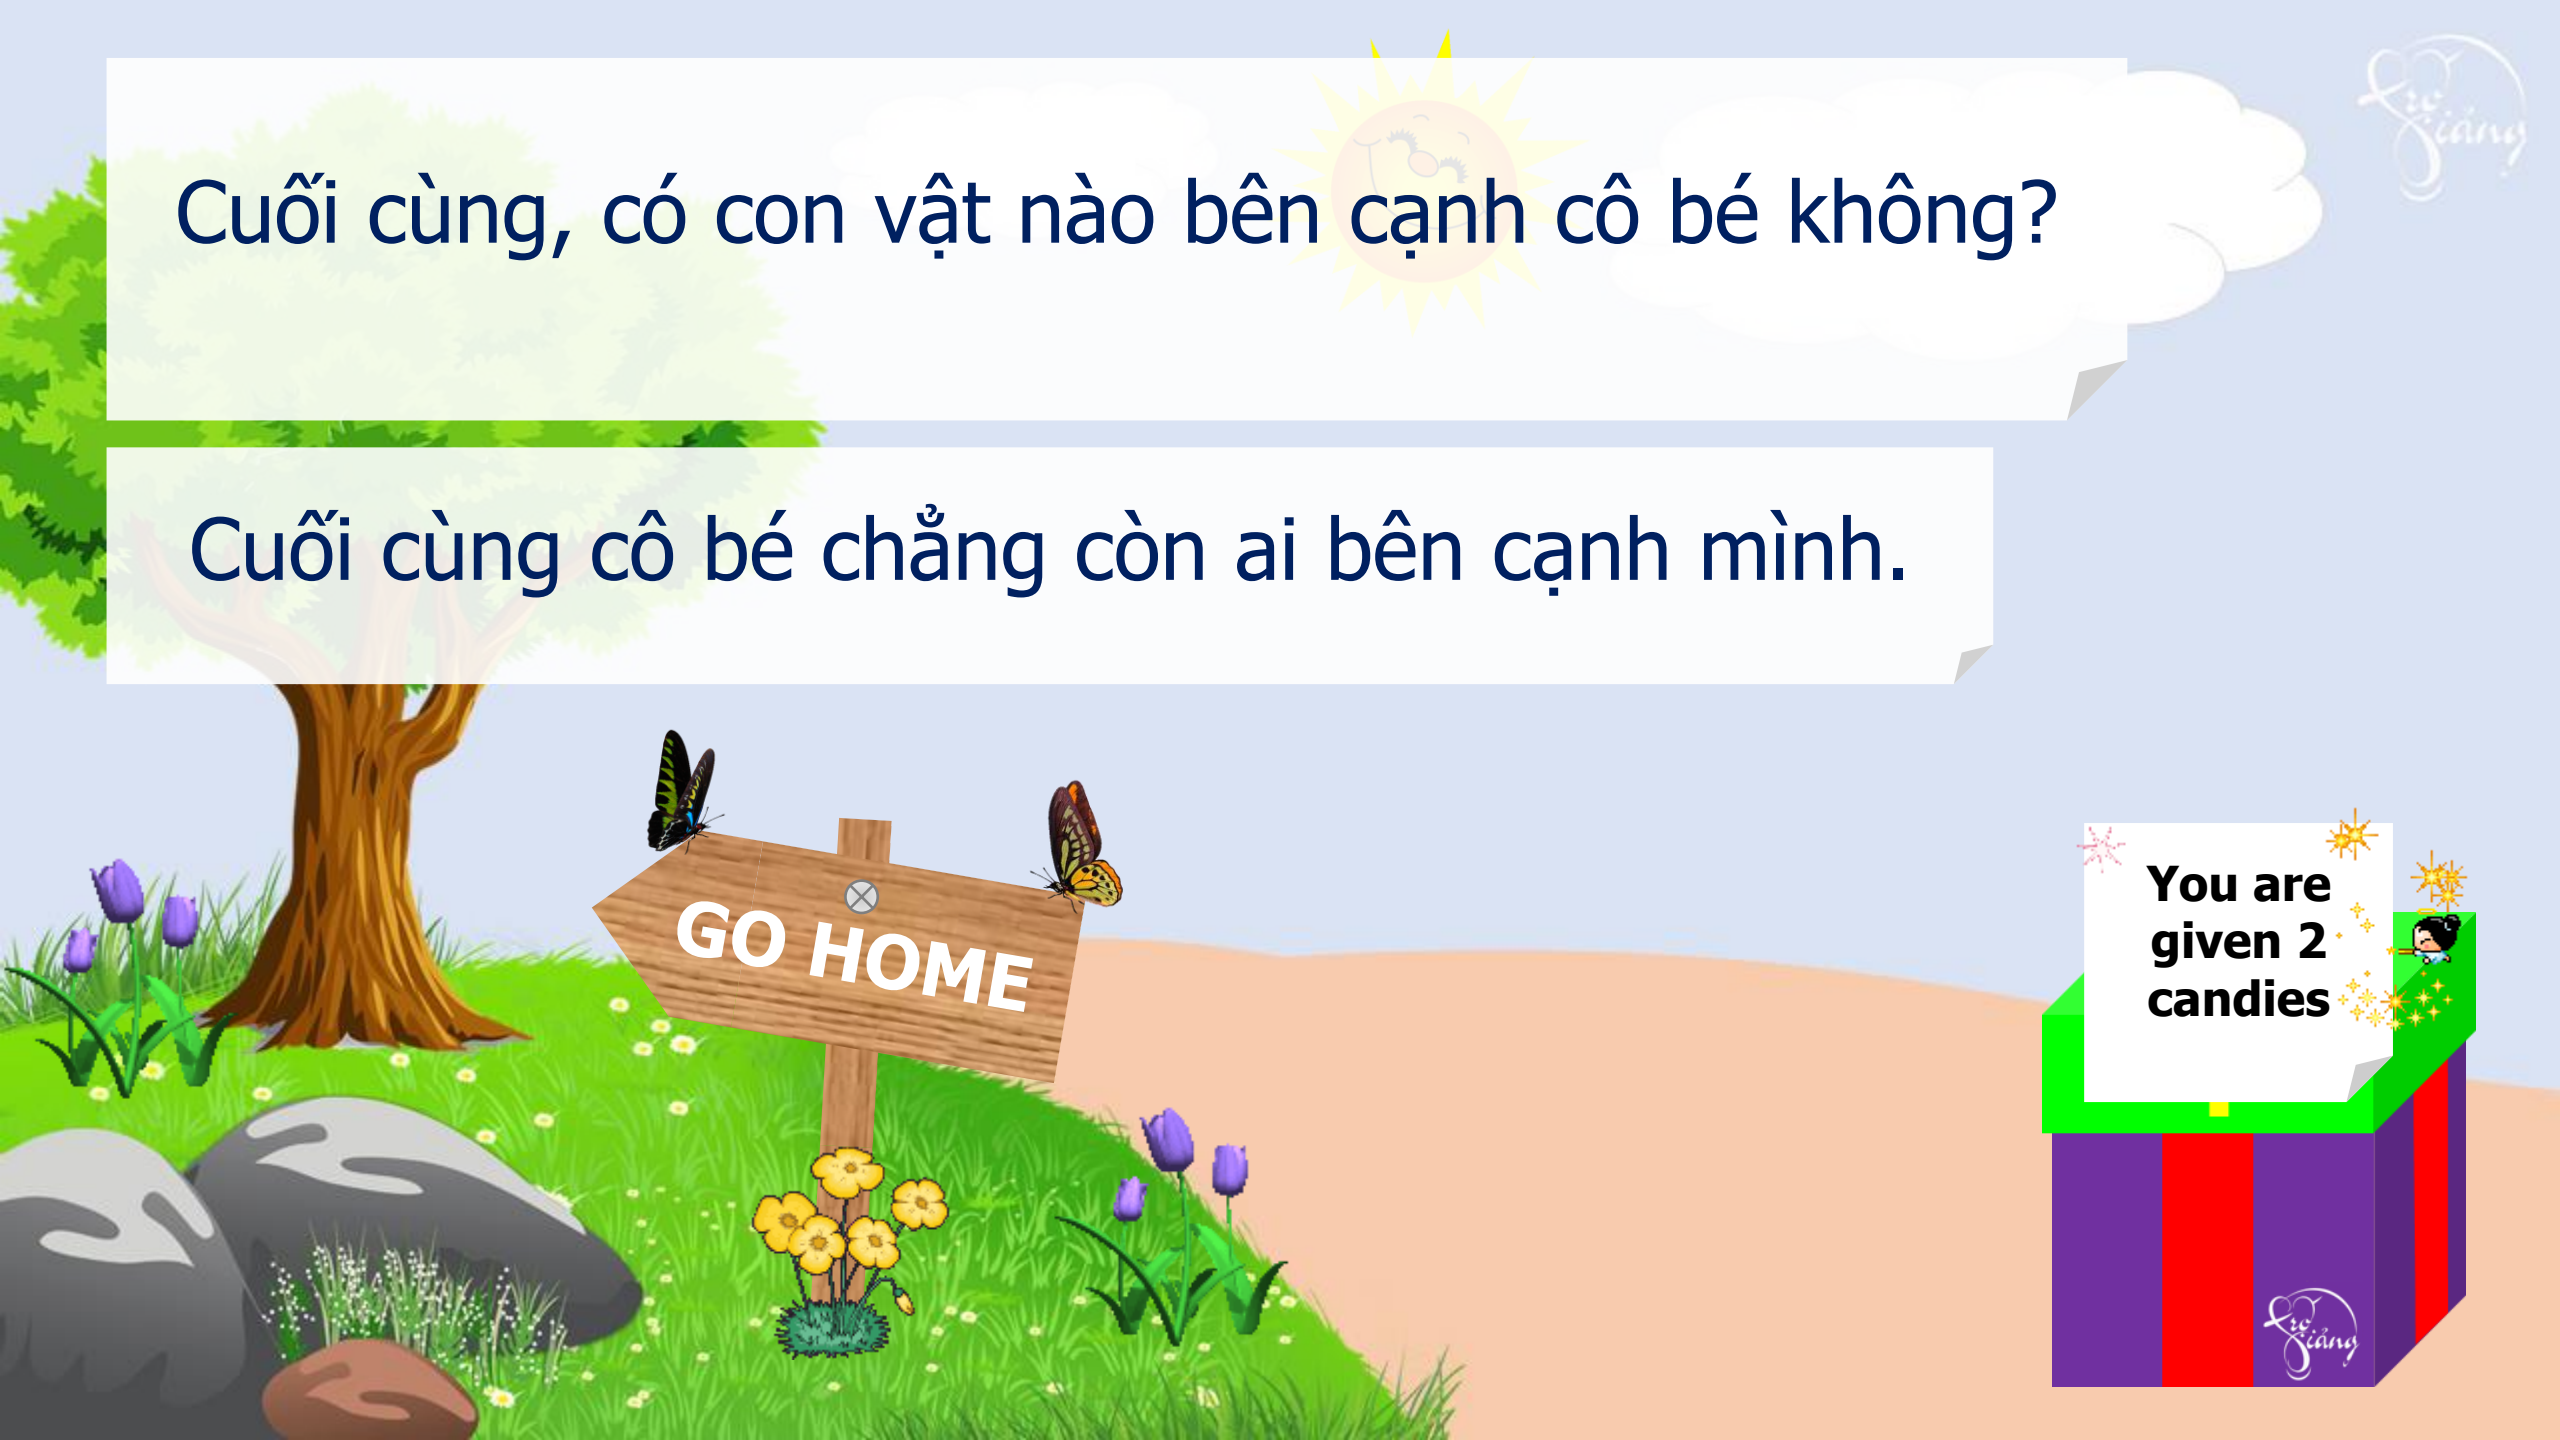 Cuối cùng, có con vật nào bên cạnh cô bé không?
Cuối cùng cô bé chẳng còn ai bên cạnh mình.
GO HOME
You are
given 2
candies